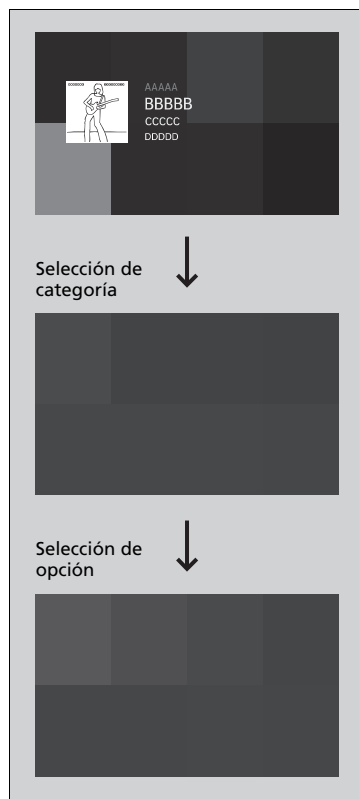 AAAAA
BBBBB
CCCCC
DDDDD
Selección de
categoría
Selección de
opción